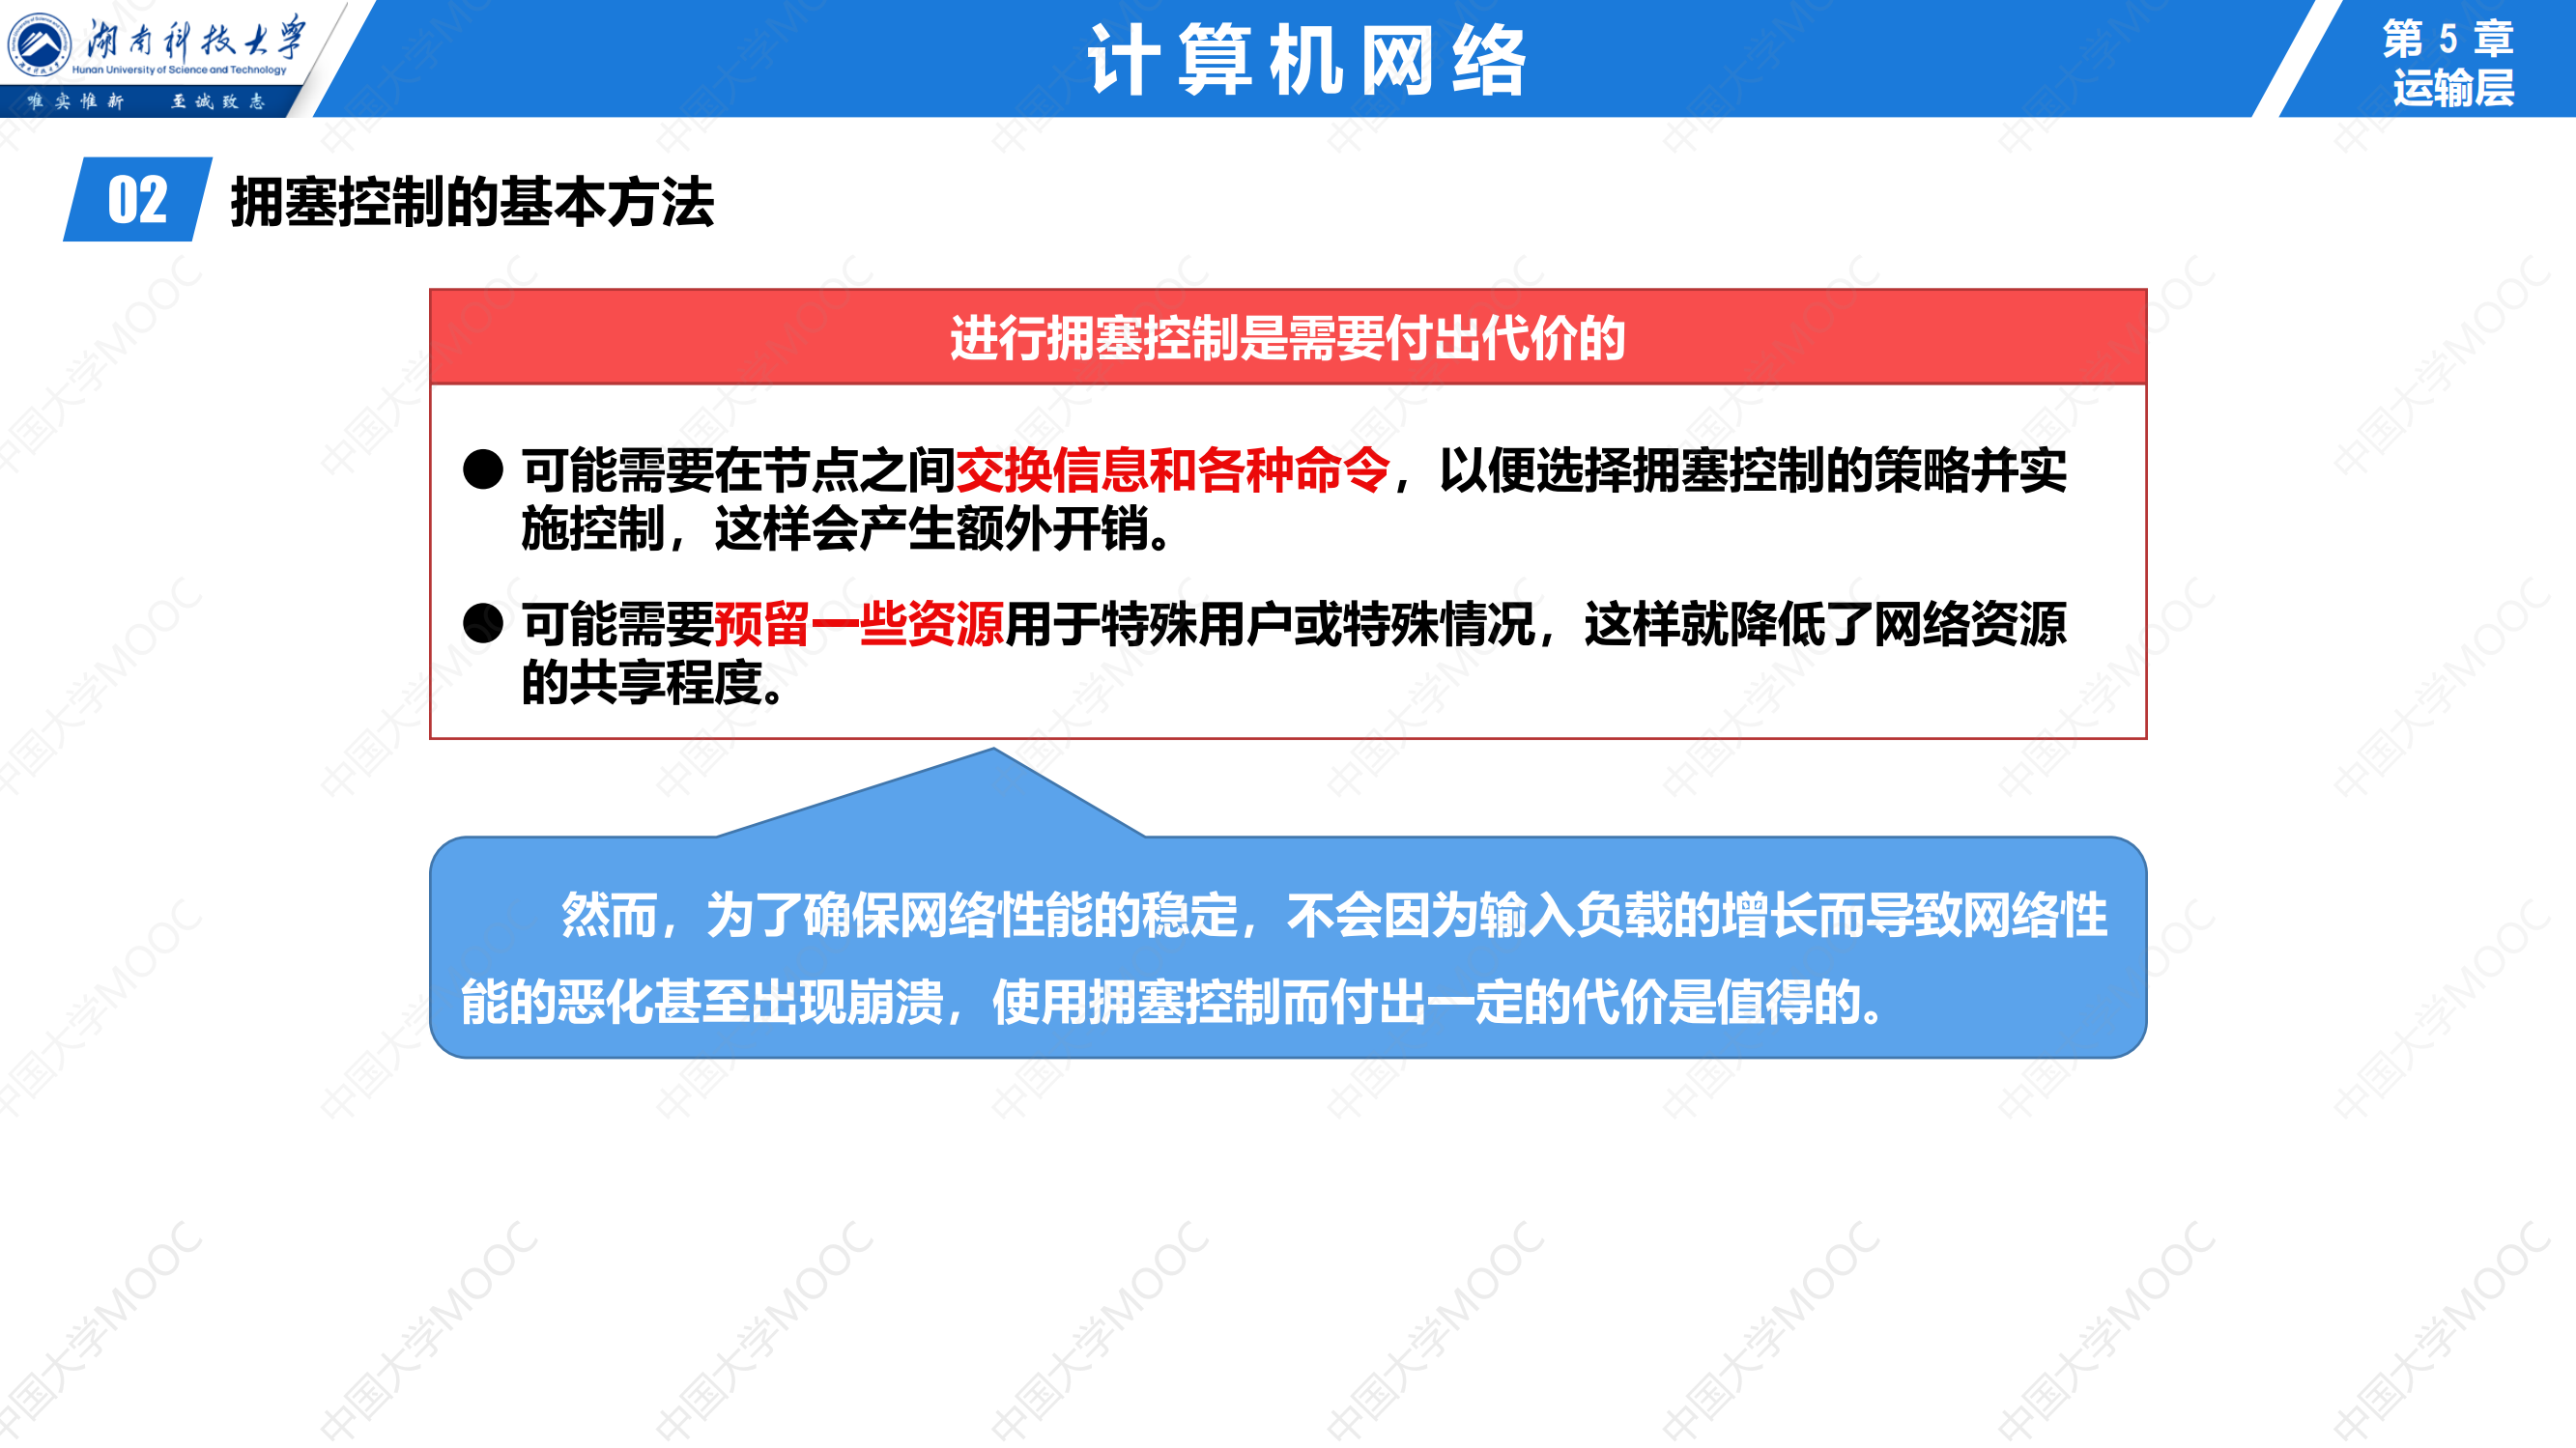 湖南科技大学
Hunan University of Science and Technology
唯实惟新 至诚致志
计算机网络
第 5 章
运输层
02 拥塞控制的基本方法
进行拥塞控制是需要付出代价的
● 可能需要在节点之间交换信息和各种命令，以便选择拥塞控制的策略并实
施控制，这样会产生额外开销。
● 可能需要预留一些资源用于特殊用户或特殊情况，这样就降低了网络资源
的共享程度。
然而，为了确保网络性能的稳定，不会因为输入负载的增长而导致网络性
能的恶化甚至出现崩溃，使用拥塞控制而付出一定的代价是值得的。
中国大学MOOC